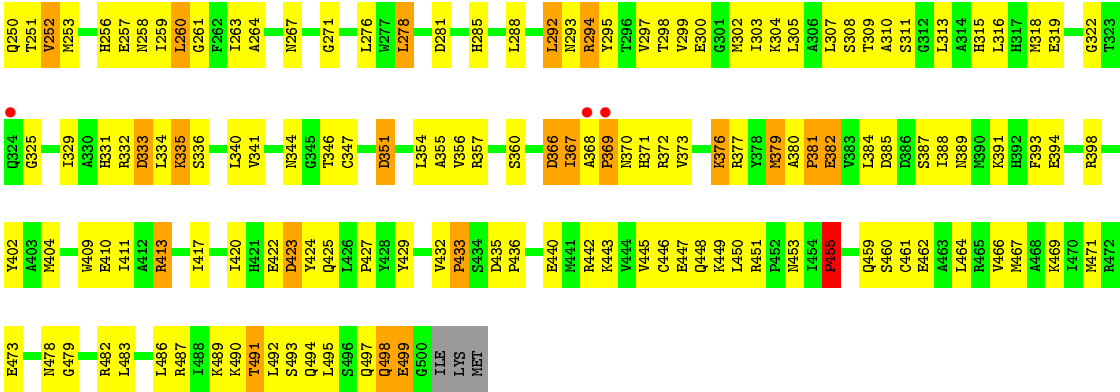 Q250 T251 V252 M253 H256 E257 N258 I259 L260 G261 F262 I263 A264 N267 G271 L276 W277 L278 D281 H285 L288 L292 N293 R294 Y295 T296 V297 T298 V299 E300 G301 M302 I303 K304 L305 A306 L307 S308 T309 A310 S311 G312 L313 A314 H315 L316 H317 M318 E319 G322 T323
Q324 G325 I329 A330 H331 R332 D333 L334 K335 S336 L340 V341 N344 G345 T346 C347 D351 L354 A355 V356 R357 S360 D366 I367 A368 P369 N370 H371 R372 V373 K376 R377 Y378 M379 A380 P381 E382 V383 L384 D385 D386 S387 I388 N389 M390 K391 H392 F393 E394 R398
Y402 A403 M404 W409 E410 I411 A412 R413 I417 I420 H421 E422 D423 Y424 Q425 L426 P427 Y428 Y429 V432 P433 S434 D435 P436 E440 M441 R442 K443 V444 V445 C446 E447 Q448 K449 L450 R451 P452 N453 I454 P455 Q459 S460 C461 E462 A463 L464 R465 V466 M467 A468 K469 I470 M471 R472
E473 N478 G479 R482 L483 L486 R487 I488 K489 K490 T491 L492 S493 Q494 L495 S496 Q497 Q498 E499 G500 ILE LYS MET